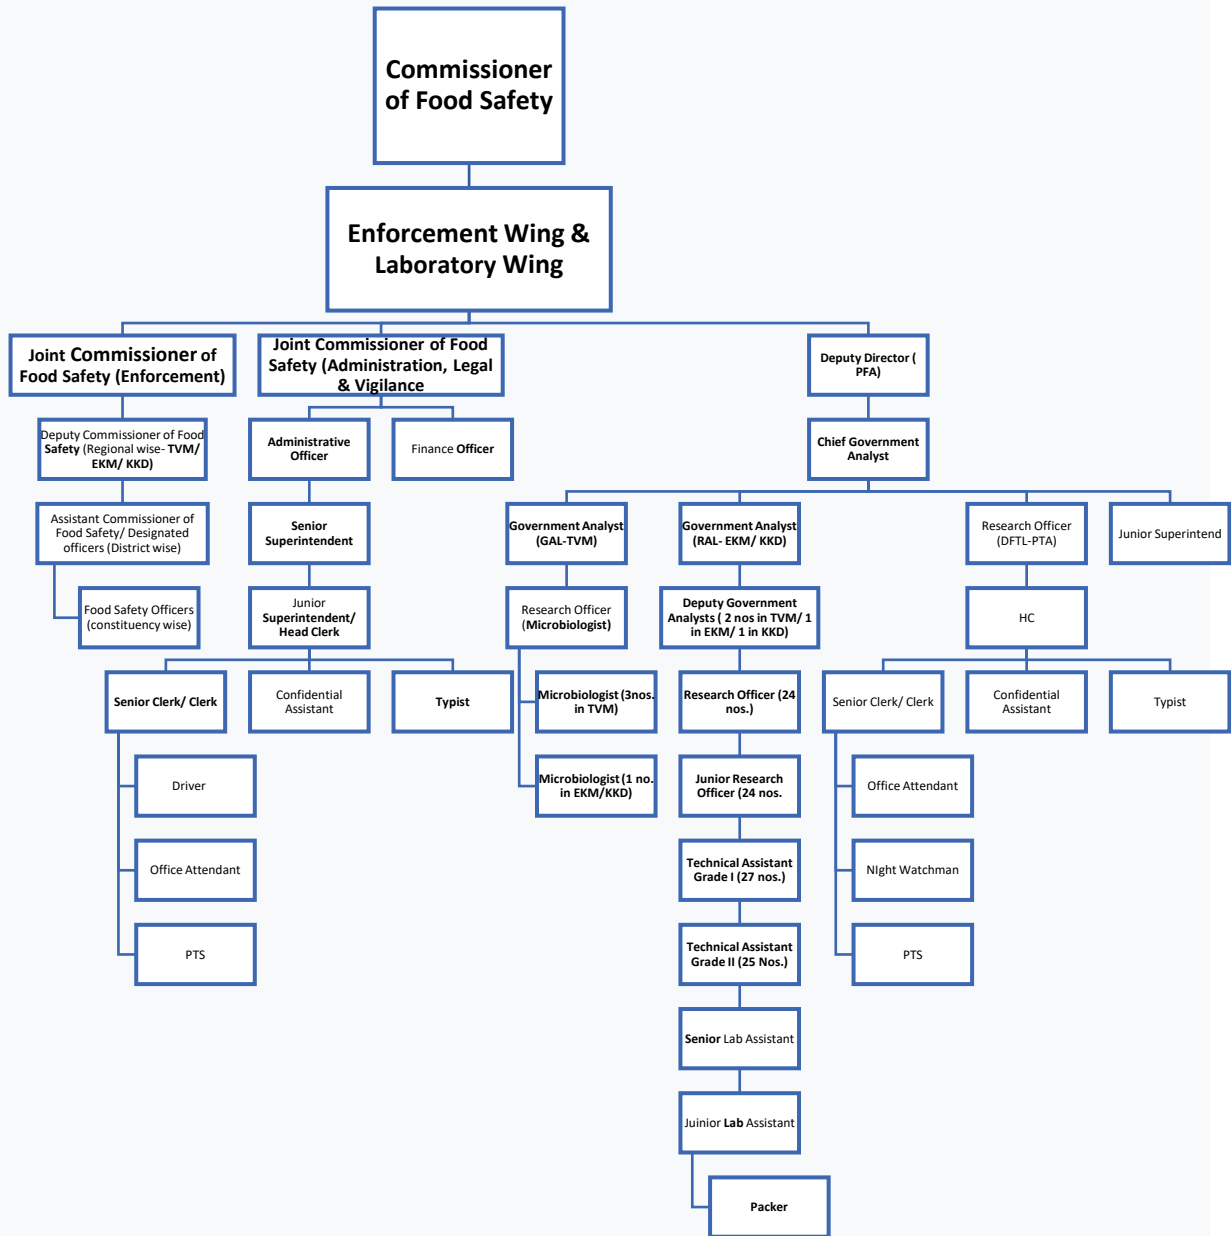 Commissioner
of Food Safety
Enforcement Wing &
Laboratory Wing
Joint Commissioner of
Food Safety (Enforcement)
Joint Commissioner of Food
Safety (Administration, Legal
& Vigilance
Deputy Director (
PFA)
Deputy Commissioner of Food
Safety (Regional wise- TVM/
EKM/ KKD)
Administrative
Officer
Finance Officer
Chief Government
Analyst
Assistant Commissioner of
Food Safety/ Designated
officers (District wise)
Senior
Superintendent
Government Analyst
(GAL-TVM)
Government Analyst
(RAL- EKM/ KKD)
Research Officer
(DFTL-PTA)
Junior Superintend
Food Safety Officers
(constituency wise)
Junior
Superintendent/
Head Clerk
Research Officer
(Microbiologist)
Deputy Government
Analysts ( 2 nos in TVM/ 1
in EKM/ 1 in KKD)
HC
Senior Clerk/ Clerk
Confidential
Assistant
Typist
Microbiologist (3nos.
in TVM)
Research Officer (24
nos.)
Senior Clerk/ Clerk
Confidential
Assistant
Typist
Driver
Microbiologist (1 no.
in EKM/KKD)
Junior Research
Officer (24 nos.
Office Attendant
Office Attendant
Technical Assistant
Grade I (27 nos.)
NIght Watchman
PTS
Technical Assistant
Grade II (25 Nos.)
PTS
Senior Lab Assistant
Juinior Lab Assistant
Packer